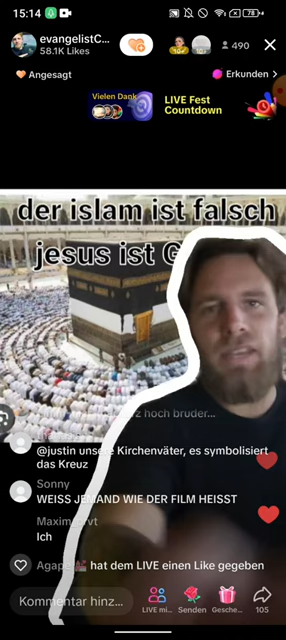 15:14
78
evangelistC...
58.1K Likes
490
Angesagt
Erkunden >
Vielen Dank
LIVE Fest
Countdown
der islam ist falsch
jesus ist G
hoch bruder...
@justin unsere Kirchenväter, es symbolisiert
das Kreuz
Sonny
WEISS JEMAND WIE DER FILM HEISST
Ich
Agape hat dem LIVE einen Like gegeben
Kommentar hinz...
LIVE mi...
Senden
Gesche...
105